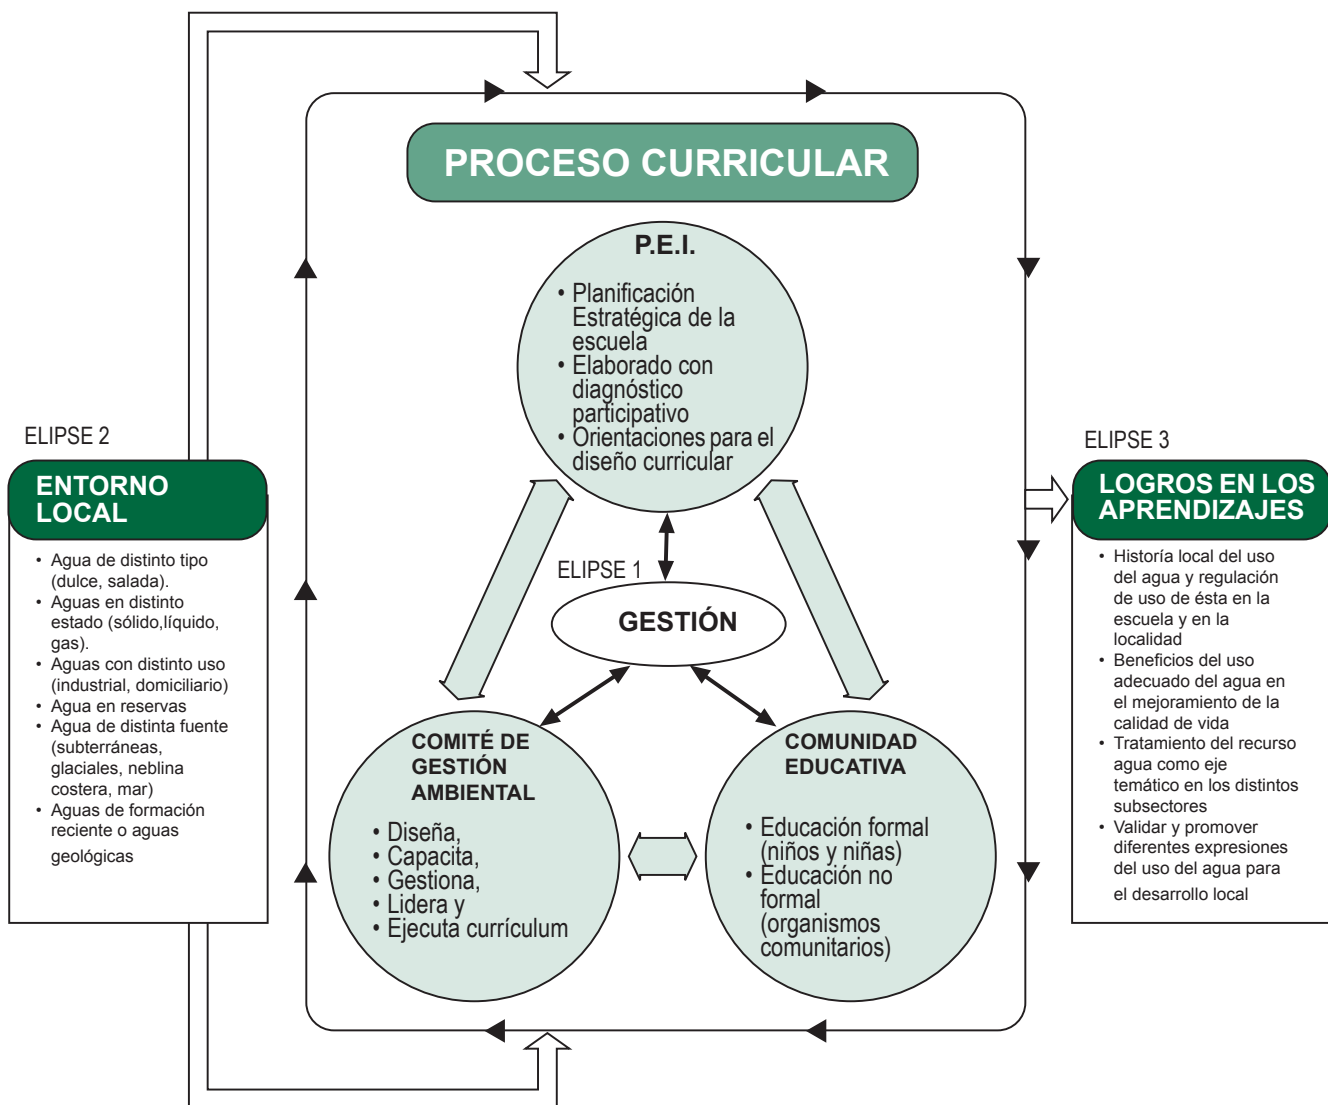 PROCESO CURRICULAR
P.E.I.
• Planificación
Estratégica de la
escuela
• Elaborado con
diagnóstico
participativo
• Orientaciones para el
diseño curricular
ELIPSE 2
ENTORNO
LOCAL
• Agua de distinto tipo
(dulce, salada).
• Aguas en distinto
estado (sólido,líquido,
gas).
• Aguas con distinto uso
(industrial, domiciliario)
• Agua en reservas
• Agua de distinta fuente
(subterráneas,
glaciales, neblina
costera, mar)
• Aguas de formación
reciente o aguas
geológicas
ELIPSE 1
GESTIÓN
COMITÉ DE
GESTIÓN
AMBIENTAL
• Diseña,
• Capacita,
• Gestiona,
• Lidera y
• Ejecuta currículum
COMUNIDAD
EDUCATIVA
• Educación formal
(niños y niñas)
• Educación no
formal
(organismos
comunitarios)
ELIPSE 3
LOGROS EN LOS
APRENDIZAJES
• Historía local del uso
del agua y regulación
de uso de ésta en la
escuela y en la
localidad
• Beneficios del uso
adecuado del agua en
el mejoramiento de la
calidad de vida
• Tratamiento del recurso
agua como eje
temático en los distintos
subsectores
• Validar y promover
diferentes expresiones
del uso del agua para
el desarrollo local